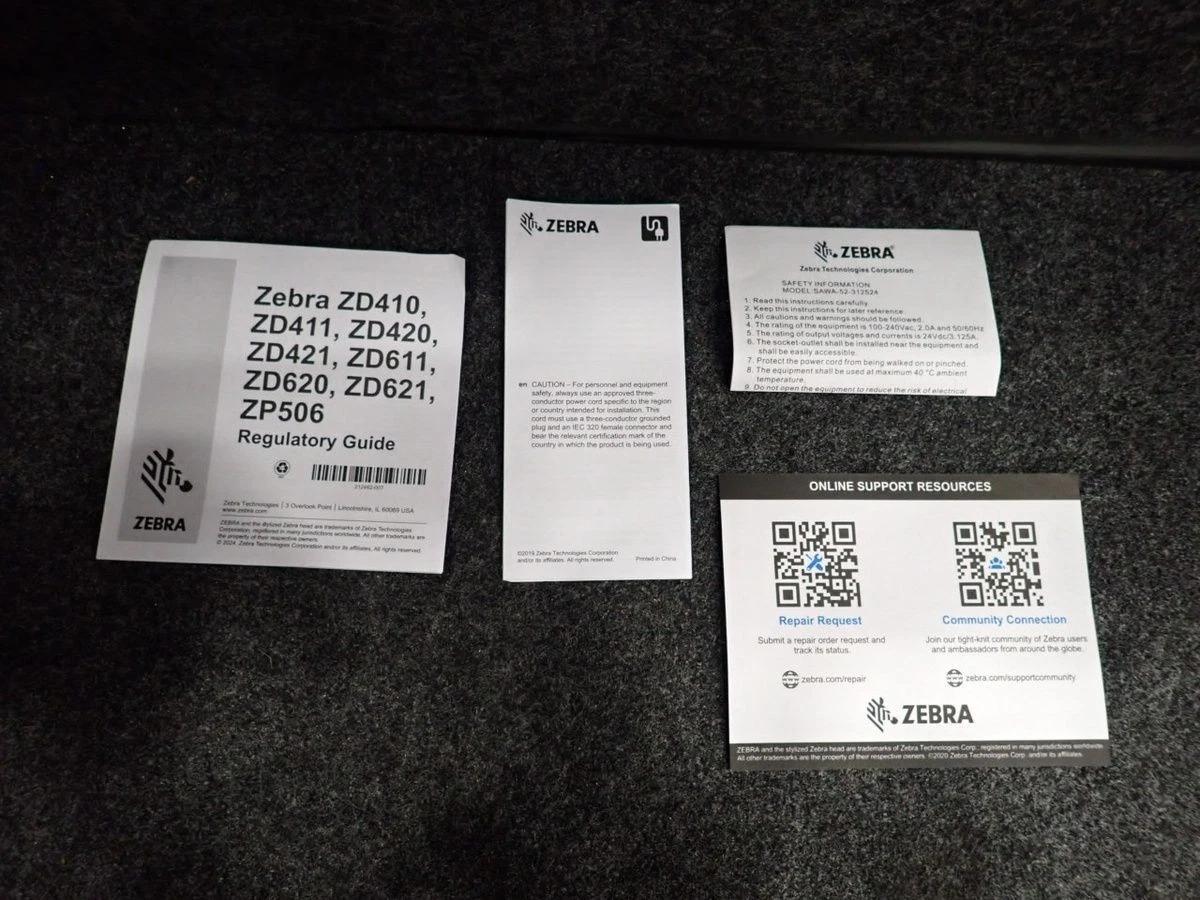 Zebra ZD410,
ZD411, ZD420,
ZD421, ZD611,
ZD620, ZD621,
ZP506
Regulatory Guide
ZEBRA
Zebra Technologies | 3 Overlook Point | Lincolnshire, IL 60069 USA
www.zebra.com
ZEBRA and the stylized Zebra head are trademarks of Zebra Technologies
Corporation, registered in many jurisdictions worldwide. All other trademarks are
the property of their respective owners.
© 2024 Zebra Technologies Corporation and/or its affiliates. All rights reserved.
ZEBRA
en CAUTION – For personnel and equipment
safety, always use an approved three-
conductor power cord specific to the region
or country intended for installation. This
cord must use a three-conductor grounded
plug and an IEC 320 female connector and
bear the relevant certification mark of the
country in which the product is being used.
©2019 Zebra Technologies Corporation
and/or its affiliates. All rights reserved.
Printed in China
ZEBRA®
Zebra Technologies Corporation
SAFETY INFORMATION
MODEL:SAWA-52-312524
1. Read this instructions carefully.
2. Keep this instructions for later reference.
3. All cautions and warnings should be followed.
4. The rating of the equipment is 100-240Vac, 2.0A and 50/60Hz
5. The rating of output voltages and currents is 24Vdc/3.125A.
6. The socket-outlet shall be installed near the equipment and
shall be easily accessible.
7. Protect the power cord from being walked on or pinched.
8. The equipment shall be used at maximum 40 °C ambient
temperature.
9. Do not open the equipment to reduce the risk of electrical
ONLINE SUPPORT RESOURCES
Repair Request
Submit a repair order request and
track its status.
www zebra.com/repair
Community Connection
Join our tight-knit community of Zebra users
and ambassadors from around the globe.
www zebra.com/supportcommunity
ZEBRA
ZEBRA and the stylized Zebra head are trademarks of Zebra Technologies Corp., registered in many jurisdictions worldwide.
All other trademarks are the property of their respective owners. ©2020 Zebra Technologies Corp. and/or its affiliates.